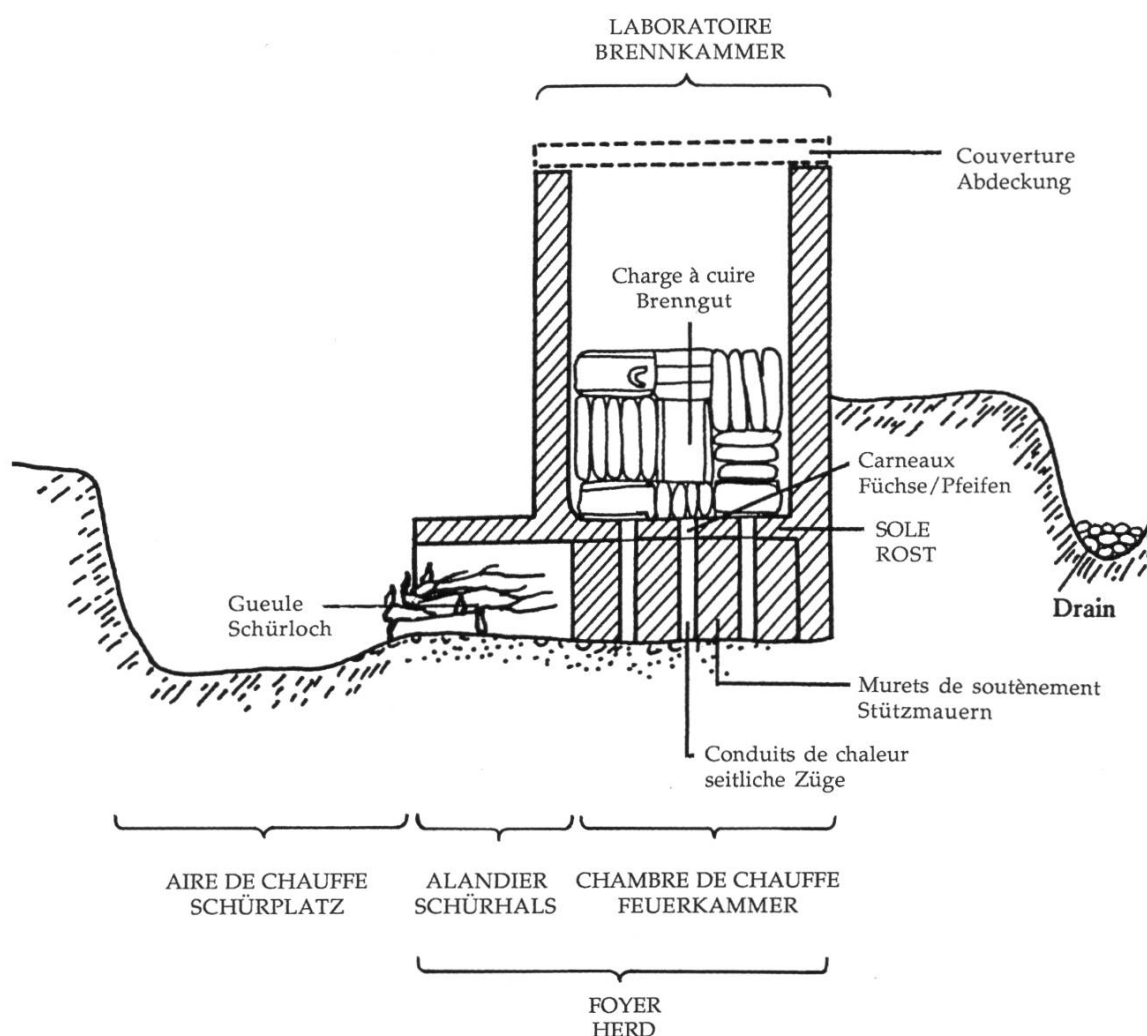 LABORATOIRE
BRENNKAMMER
Couverture
Abdeckung
Charge à cuire
Brenngut
Carneaux
Füchse/Pfeifen
SOLE
ROST
Drain
Gueule
Schürloch
Murets de soutènement
Stützmauern
Conduits de chaleur
seitliche Züge
AIRE DE CHAUFFE
SCHÜRPLATZ
ALANDIER
SCHÜRHALS
CHAMBRE DE CHAUFFE
FEUERKAMMER
FOYER
HERD